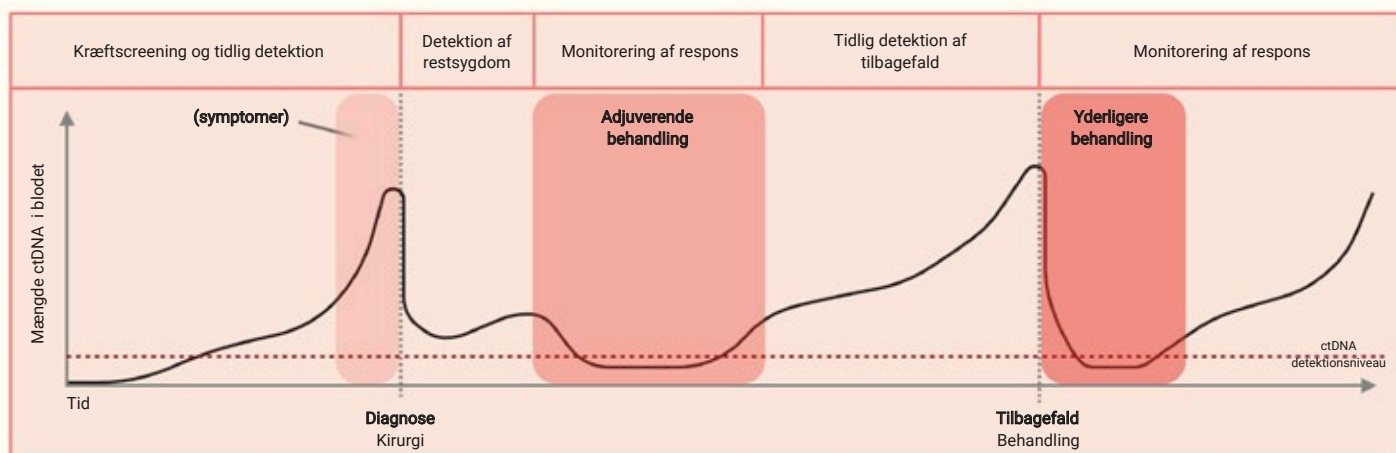 Kræftscreening og tidlig detektion
Detektion af
restsygdom
Monitorering af respons
Tidlig detektion af
tilbagefald
Monitorering af respons
(symptomer)
Adjuverende
behandling
Yderligere
behandling
Mængde ctDNA i blodet
ctDNA
detektionsniveau
Tid
Diagnose
Kirurgi
Tilbagefald
Behandling